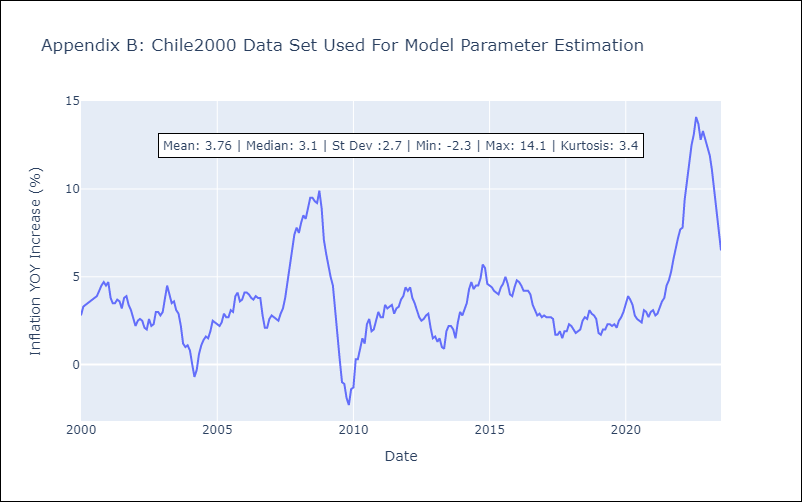 Appendix B: Chile2000 Data Set Used For Model Parameter Estimation
15
Mean: 3.76 | Median: 3.1 | St Dev :2.7 | Min: -2.3 | Max: 14.1 | Kurtosis: 3.4
10
5
0
Inflation YOY Increase (%)
2000 2005 2010 2015 2020
Date